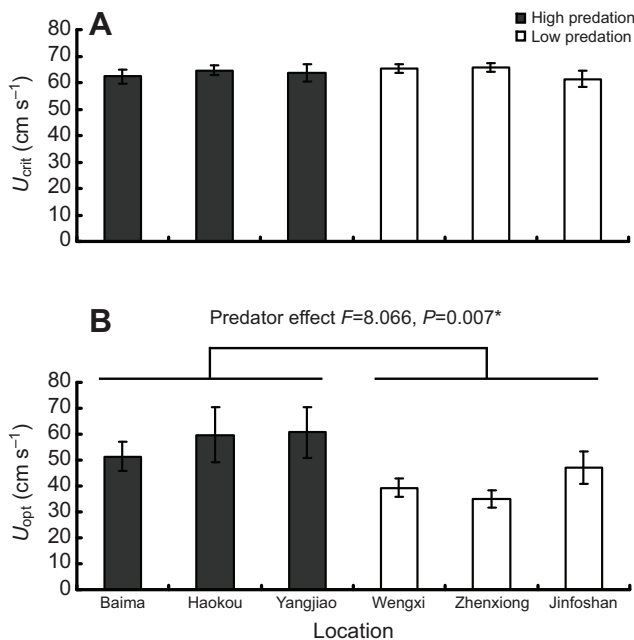 A
High predation
Low predation
80
70
60
50
40
30
20
10
0
Ucrit (cm s−1)
B
Predator effect F=8.066, P=0.007*
80
70
60
50
40
30
20
10
0
Uopt (cm s−1)
Baima Haokou Yangjiao Wengxi Zhenxiong Jinfoshan
Location